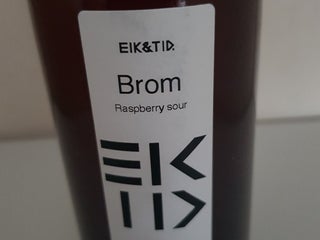 EIK&TID.
Brom
Raspberry sour
EIK
TID